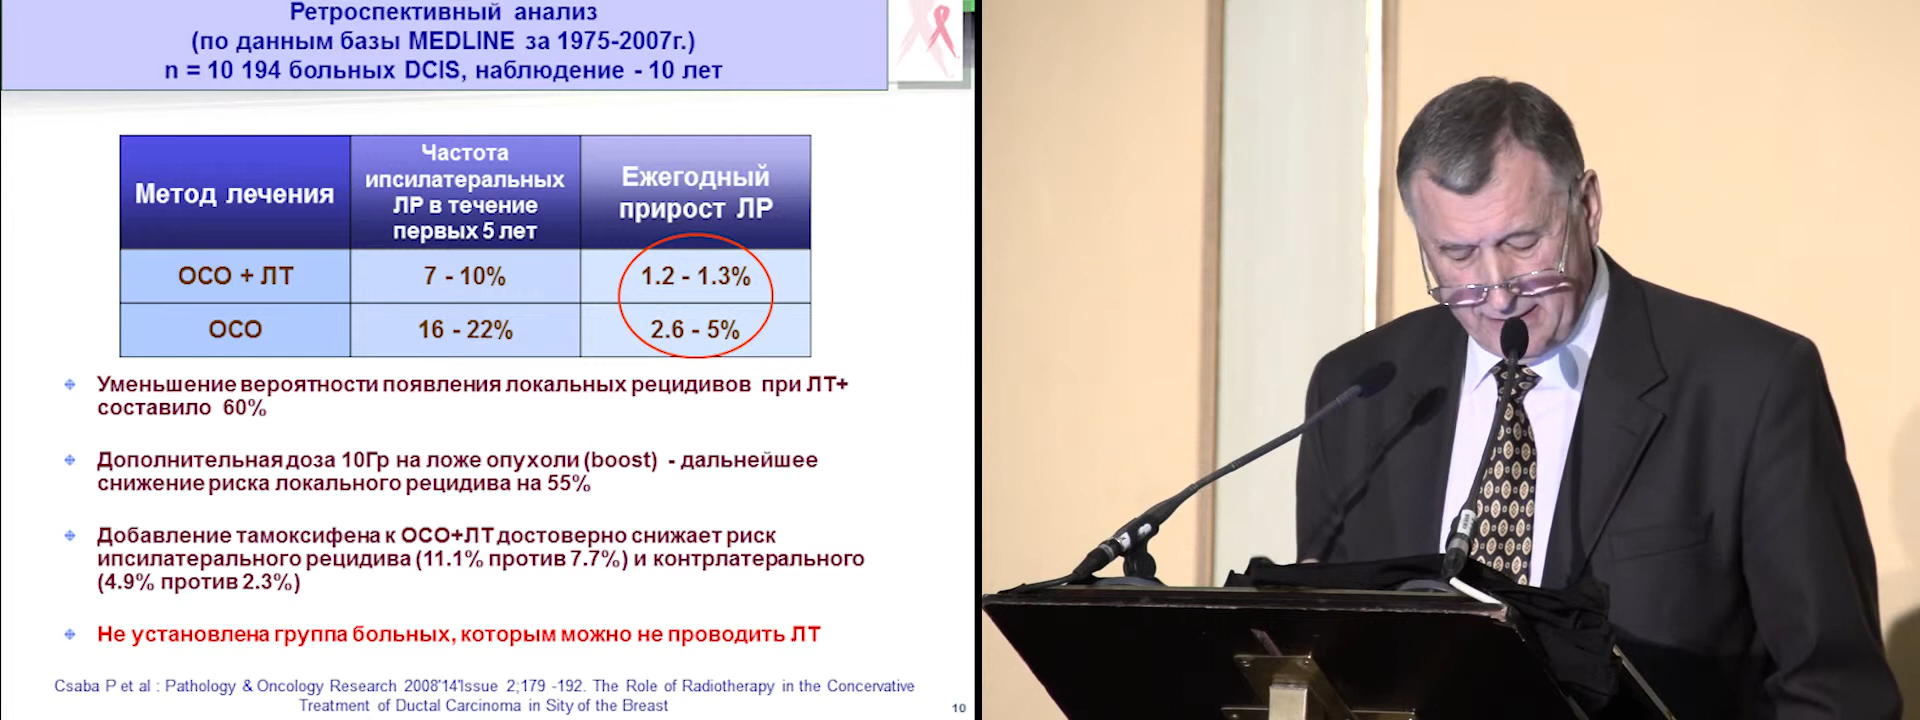 Ретроспективный анализ
(по данным базы MEDLINE за 1975-2007г.)
n = 10 194 больных DCIS, наблюдение - 10 лет
Метод лечения
Частота
ипсилатеральных
ЛР в течение
первых 5 лет
Ежегодный
прирост ЛР
ОСО + ЛТ
7 - 10%
1.2 - 1.3%
ОСО
16 - 22%
2.6 - 5%
Уменьшение вероятности появления локальных рецидивов при ЛТ+
составило 60%
Дополнительная доза 10Гр на ложе опухоли (boost) - дальнейшее
снижение риска локального рецидива на 55%
Добавление тамоксифена к ОСО+ЛТ достоверно снижает риск
ипсилатерального рецидива (11.1% против 7.7%) и контрлатерального
(4.9% против 2.3%)
Не установлена группа больных, которым можно не проводить ЛТ
Csaba P et al : Pathology & Oncology Research 2008'14'Issue 2;179 -192. The Role of Radiotherapy in the Concervative
Treatment of Ductal Carcinoma in Sity of the Breast
10